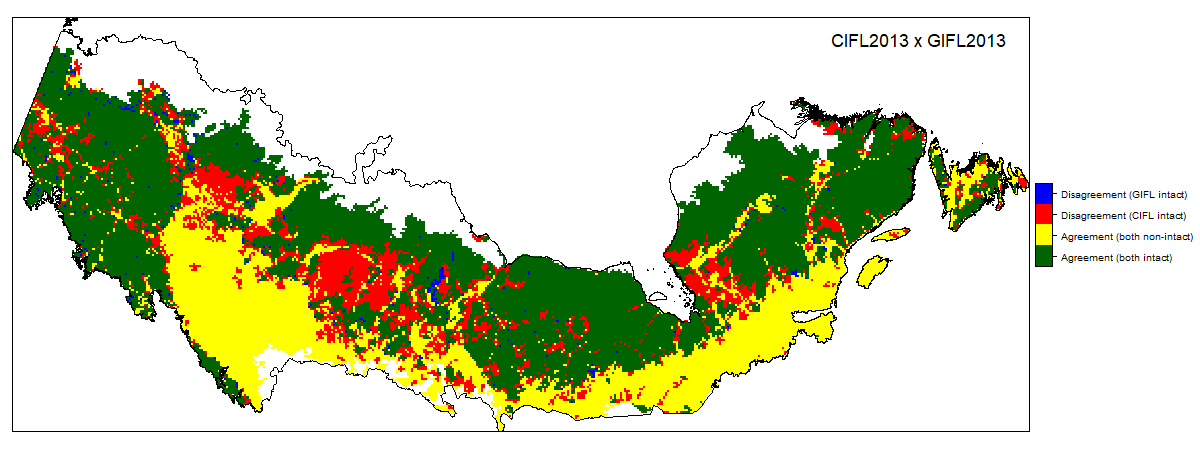 CIFL2013 x GIFL2013
Disagreement (GIFL intact)
Disagreement (CIFL intact)
Agreement (both non-intact)
Agreement (both intact)